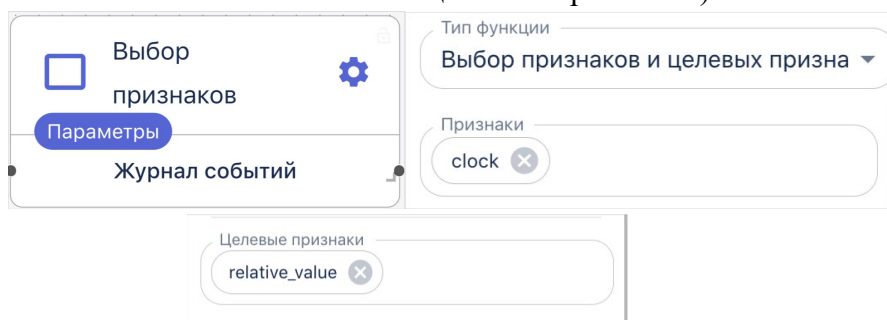 Выбор
признаков
Параметры
Журнал событий
Тип функции
Выбор признаков и целевых призна
Признаки
clock
Целевые признаки
relative_value